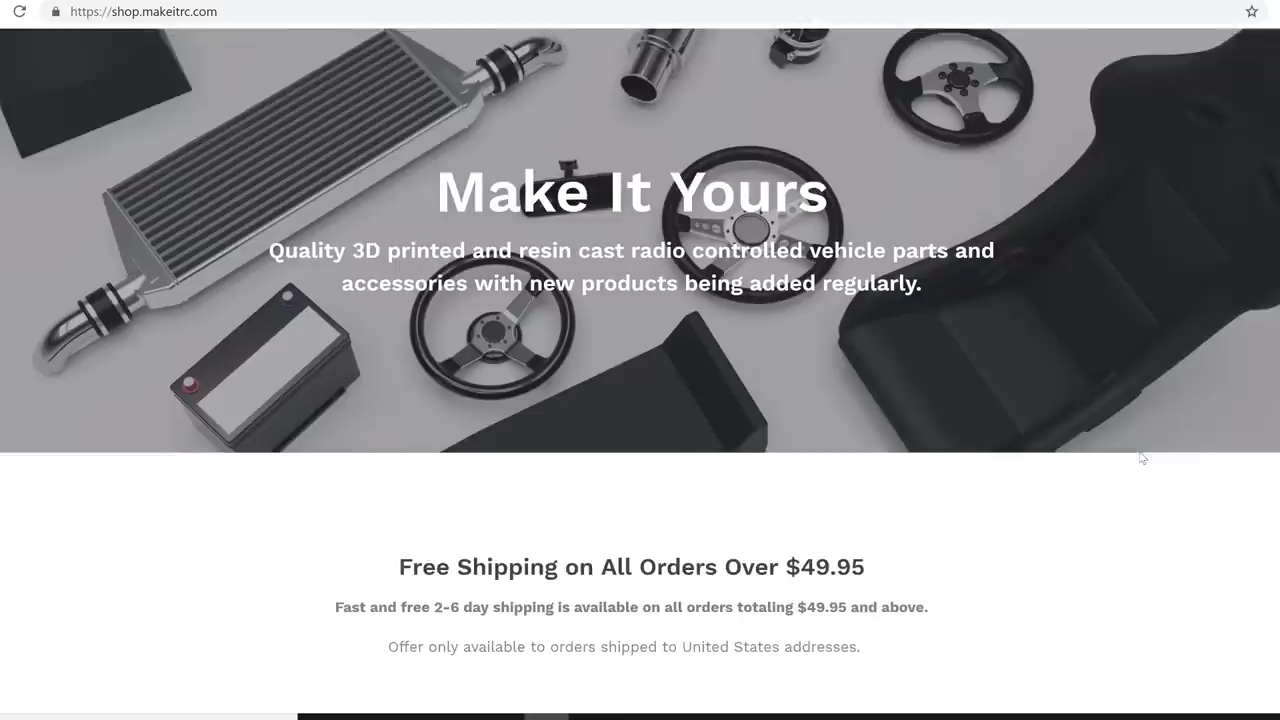 https://shop.makeitrc.com
Make It Yours
Quality 3D printed and resin cast radio controlled vehicle parts and
accessories with new products being added regularly.
Free Shipping on All Orders Over $49.95
Fast and free 2-6 day shipping is available on all orders totaling $49.95 and above.
Offer only available to orders shipped to United States addresses.